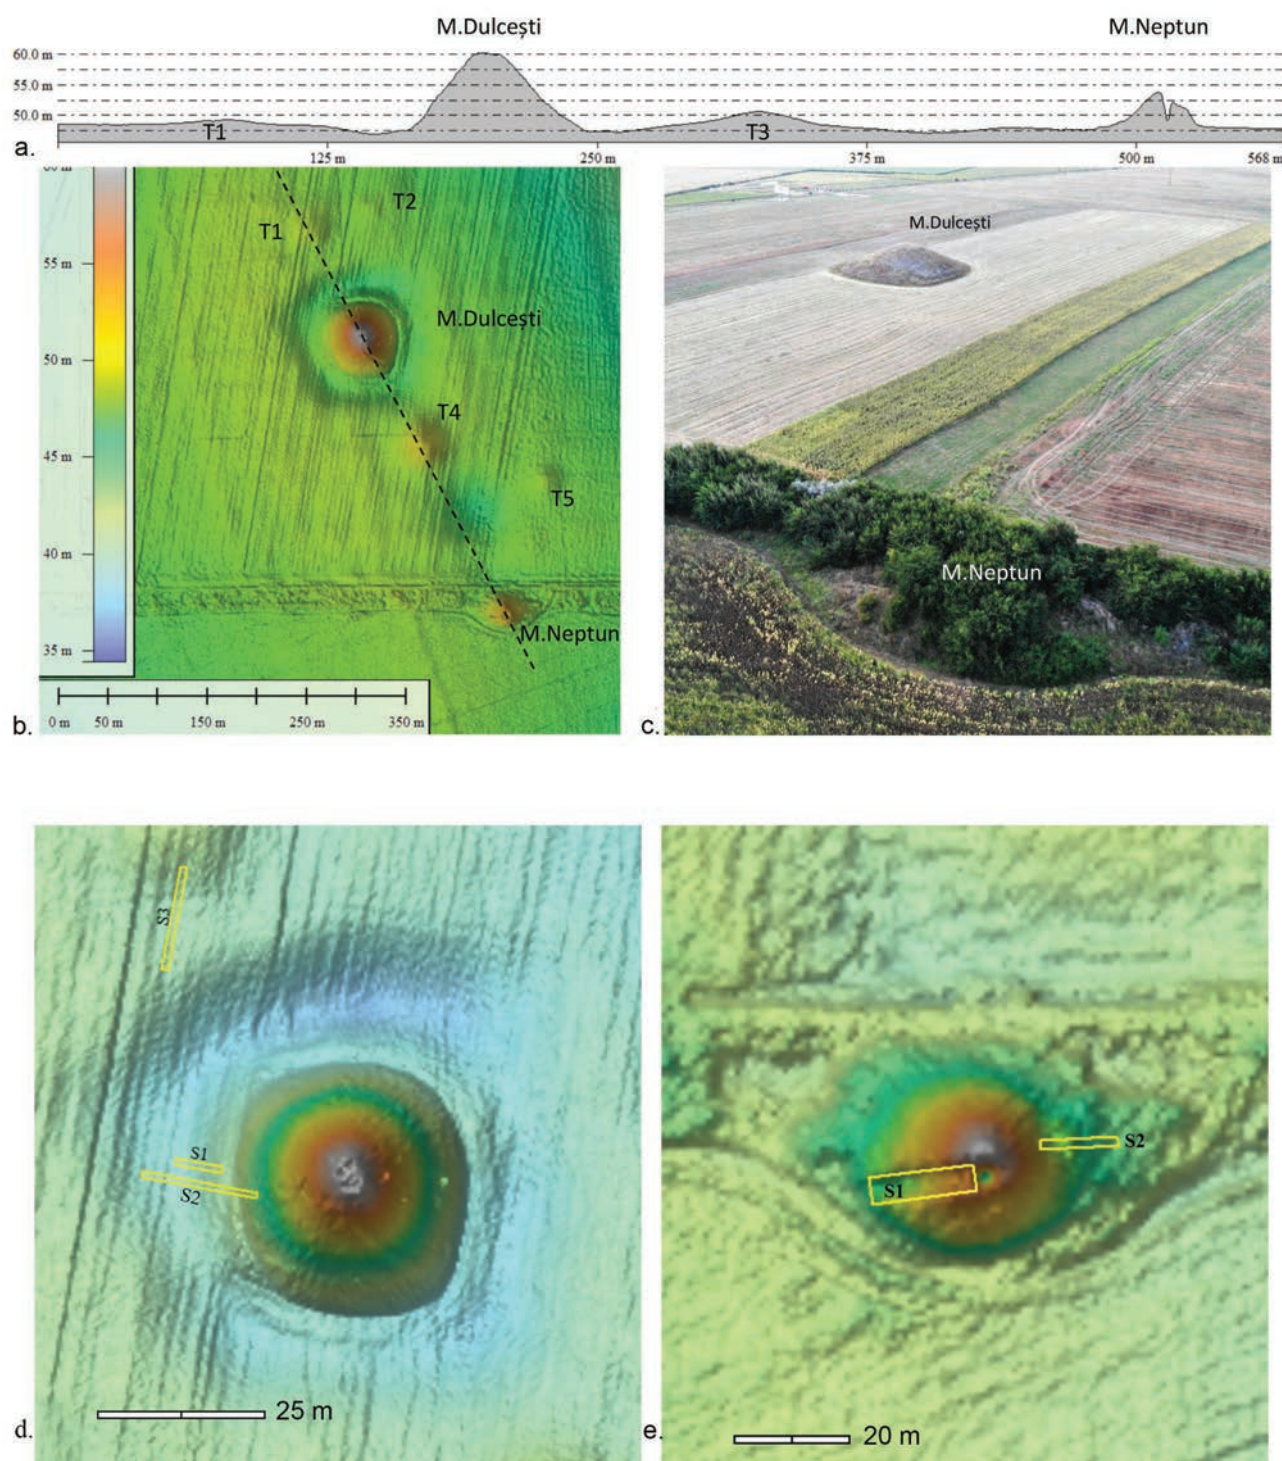 M.Dulcești
M.Neptun
60.0 m
55.0 m
50.0 m
T1
T3
a.
125 m
250 m
375 m
500 m
568 m
55 m
50 m
45 m
40 m
35 m
T2
T1
M.Dulcești
T4
T5
M.Neptun
0 m
50 m
150 m
250 m
350 m
b.
M.Dulcești
M.Neptun
c.
S3
S1
S2
25 m
d.
S1
S2
20 m
e.